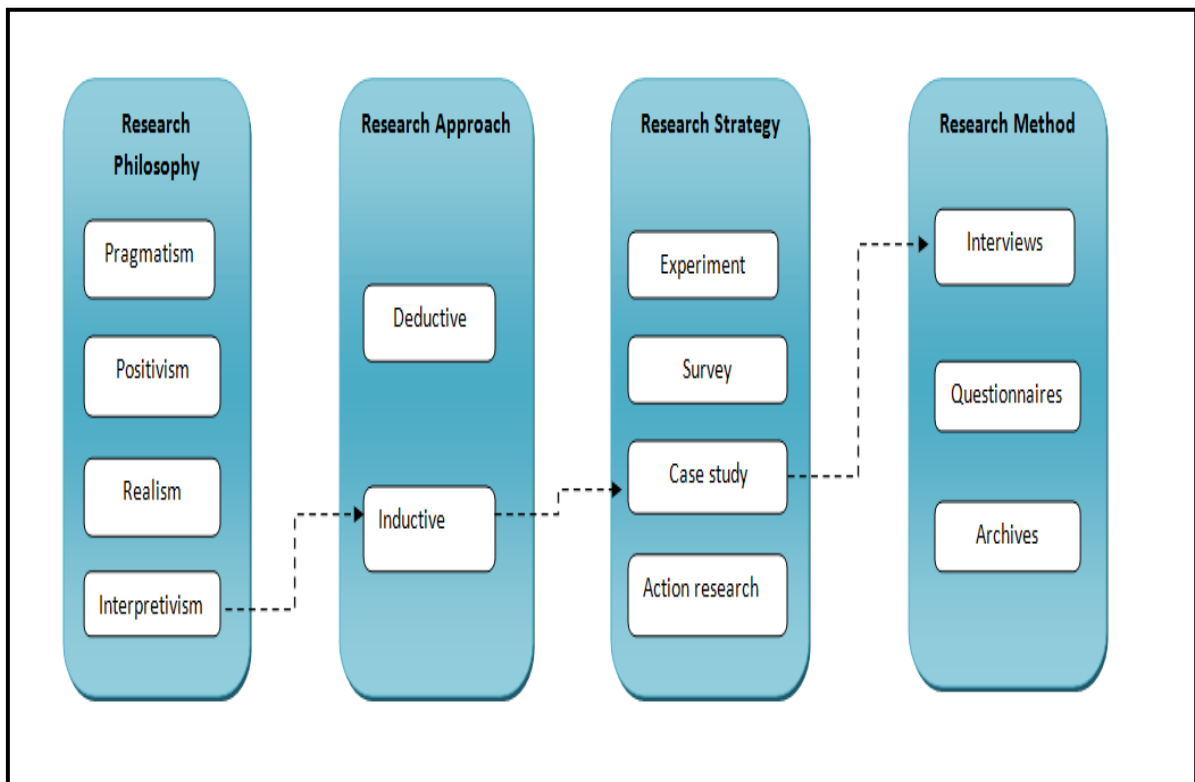 Research
Philosophy
Pragmatism
Positivism
Realism
Interpretivism
Research Approach
Deductive
Inductive
Research Strategy
Experiment
Survey
Case study
Action research
Research Method
Interviews
Questionnaires
Archives